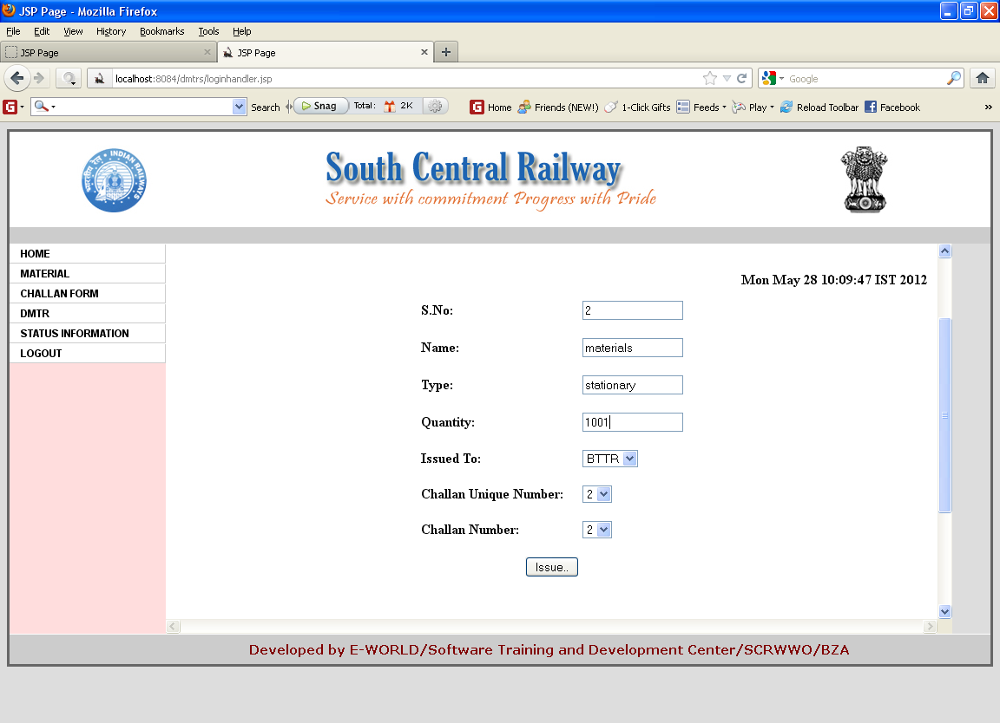 JSP Page - Mozilla Firefox
File Edit View History Bookmarks Tools Help
JSP Page
JSP Page
localhost:8084/dmtrs/loginhandler.jsp
Google
Search
Snag
Total:
2K
Home
Friends (NEW!)
1-Click Gifts
Feeds
Play
Reload Toolbar
Facebook
South Central Railway
Service with commitment Progress with Pride
HOME
MATERIAL
CHALLAN FORM
DMTR
STATUS INFORMATION
LOGOUT
Mon May 28 10:09:47 IST 2012
S.No: 2
Name: materials
Type: stationary
Quantity: 1001
Issued To: BTTR
Challan Unique Number: 2
Challan Number: 2
Issue..
Developed by E-WORLD/Software Training and Development Center/SCRWWO/BZA